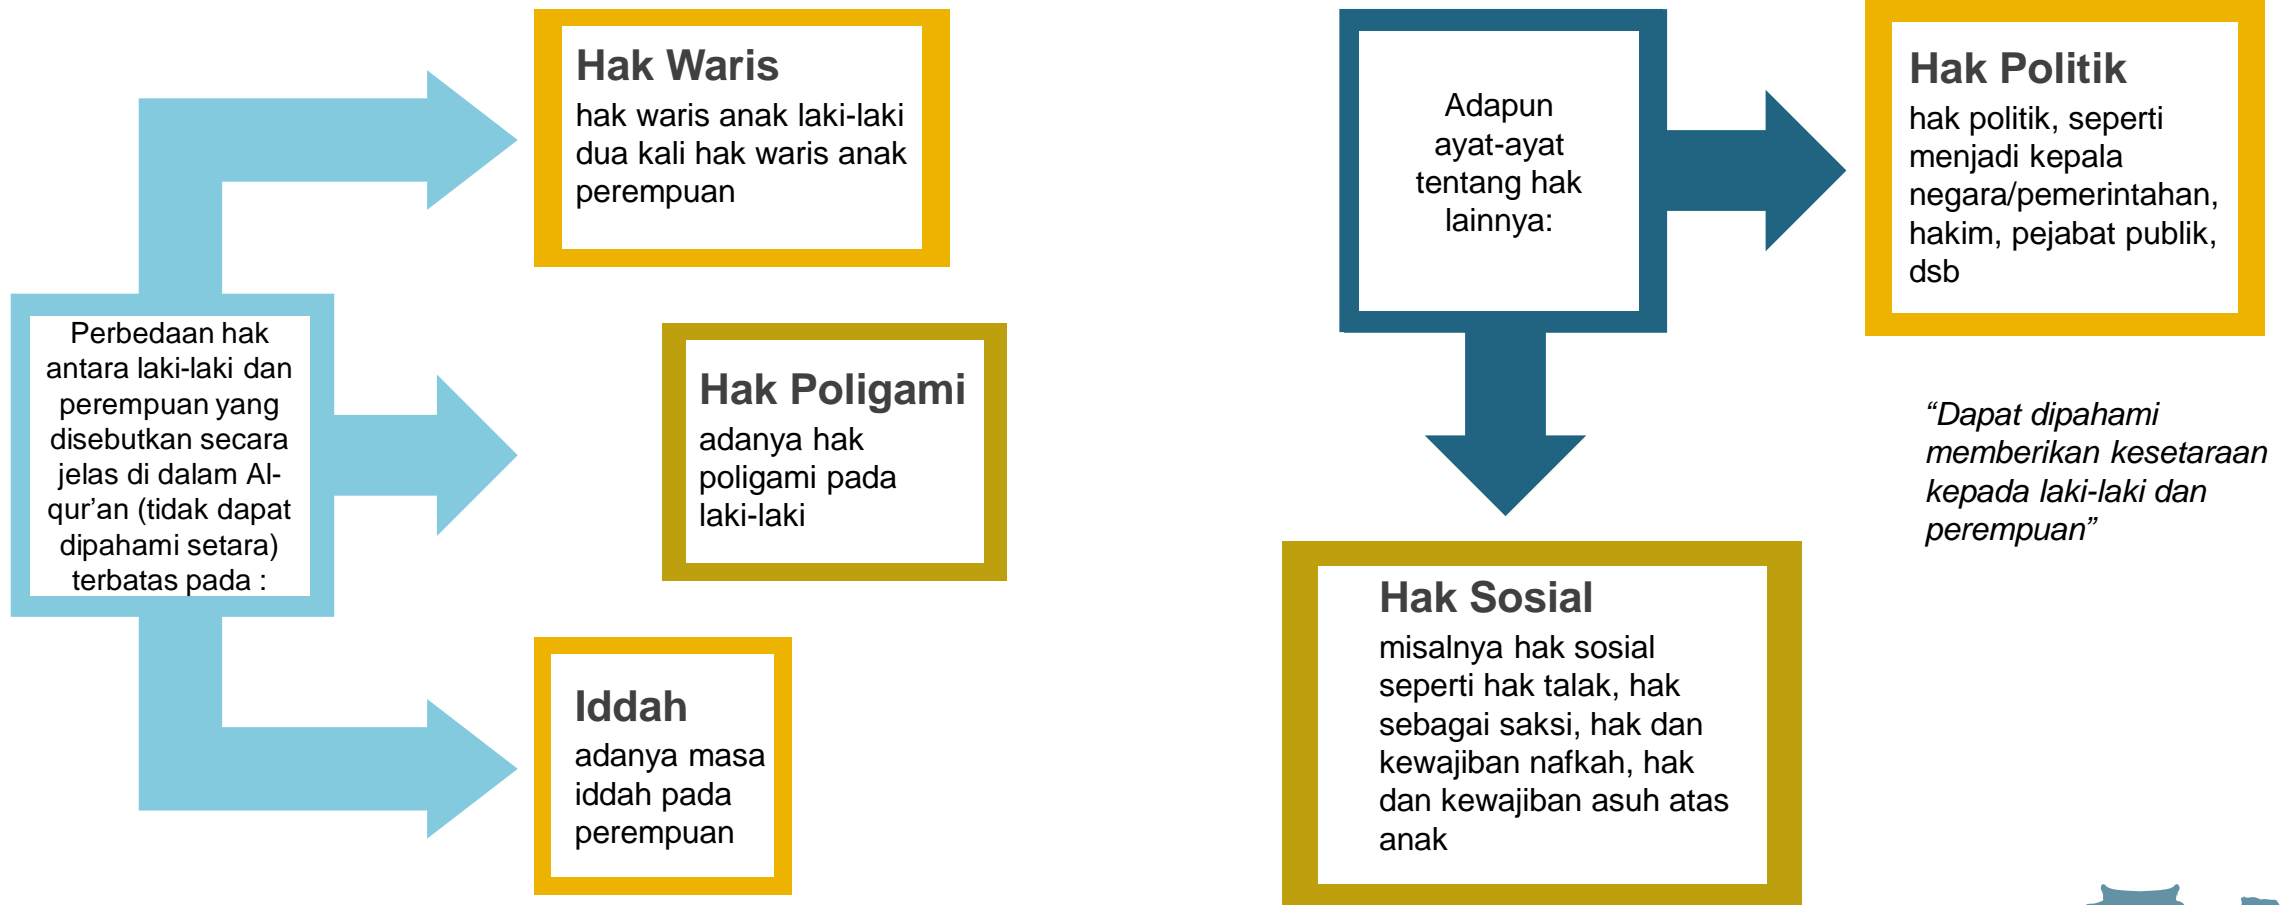 Perbedaan hak
antara laki-laki dan
perempuan yang
disebutkan secara
jelas di dalam Al-
qur’an (tidak dapat
dipahami setara)
terbatas pada :
Hak Waris
hak waris anak laki-laki
dua kali hak waris anak
perempuan
Hak Poligami
adanya hak
poligami pada
laki-laki
Iddah
adanya masa
iddah pada
perempuan
Adapun
ayat-ayat
tentang hak
lainnya:
Hak Politik
hak politik, seperti
menjadi kepala
negara/pemerintahan,
hakim, pejabat publik,
dsb
“Dapat dipahami
memberikan kesetaraan
kepada laki-laki dan
perempuan”
Hak Sosial
misalnya hak sosial
seperti hak talak, hak
sebagai saksi, hak dan
kewajiban nafkah, hak
dan kewajiban asuh atas
anak